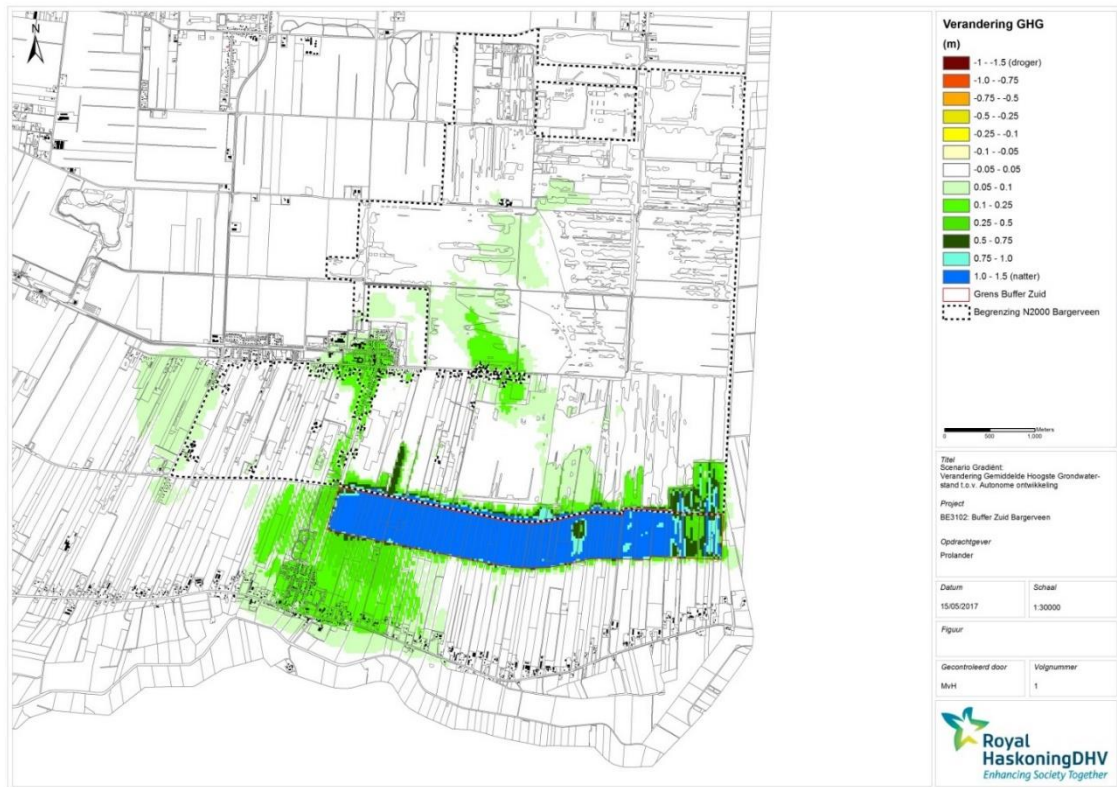 N
Verandering GHG
(m)
-1 - -1.5 (droger)
-1.0 - -0.75
-0.75 - -0.5
-0.5 - -0.25
-0.25 - -0.1
-0.1 - -0.05
-0.05 - 0.05
0.05 - 0.1
0.1 - 0.25
0.25 - 0.5
0.5 - 0.75
0.75 - 1.0
1.0 - 1.5 (natter)
Grens Buffer Zuid
Begrenzing N2000 Bargerveen
Meters
0 500 1,000
Titel
Scenario Gradiënt:
Verandering Gemiddelde Hoogste Grondwater-
stand t.o.v. Autonome ontwikkeling
Project
BE3102: Buffer Zuid Bargerveen
Opdrachtgever
Prolander
Datum Schaal
15/05/2017 1:30000
Figuur
Gecontroleerd door Volgnummer
MvH 1
Royal
HaskoningDHV
Enhancing Society Together